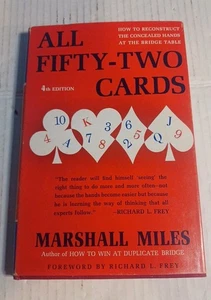 ALL
FIFTY-TWO
CARDS
HOW TO RECONSTRUCT
THE CONCEALED HANDS
AT THE BRIDGE TABLE
4TH EDITION
10 K 3 6 Q J
A 7 8 2 5 4 9
"The reader will find himself 'seeing' the
right thing to do more and more often—not
because the hands become easier but because
he is learning the way of thinking that all
experts follow." —RICHARD L. FREY
MARSHALL MILES
Author of HOW TO WIN AT DUPLICATE BRIDGE
FOREWORD BY RICHARD L. FREY